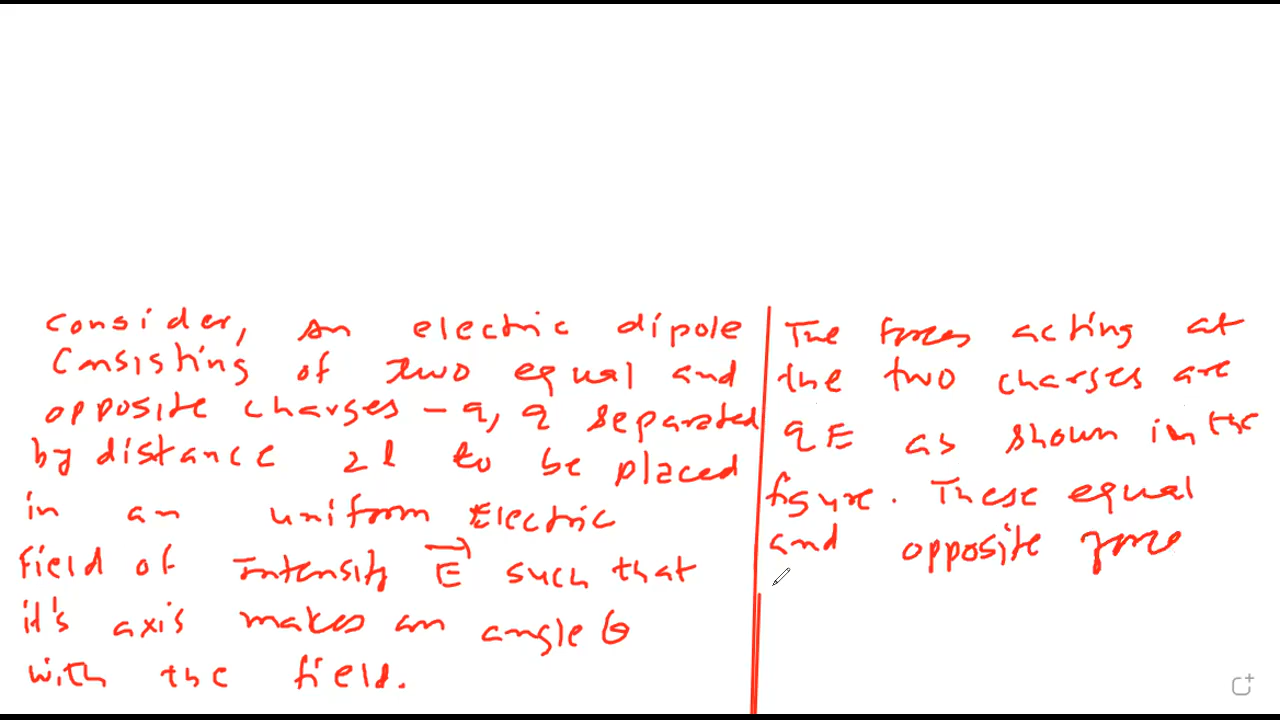 Consider, an electric dipole
Consisting of two equal and
opposite charges -q, q separated
by distance 2l to be placed
in an uniform Electric
field of intensity E⃗ such that
it's axis makes an angle θ
with the field.
The forces acting at
the two charges are
qE as shown in the
figure. These equal
and opposite force